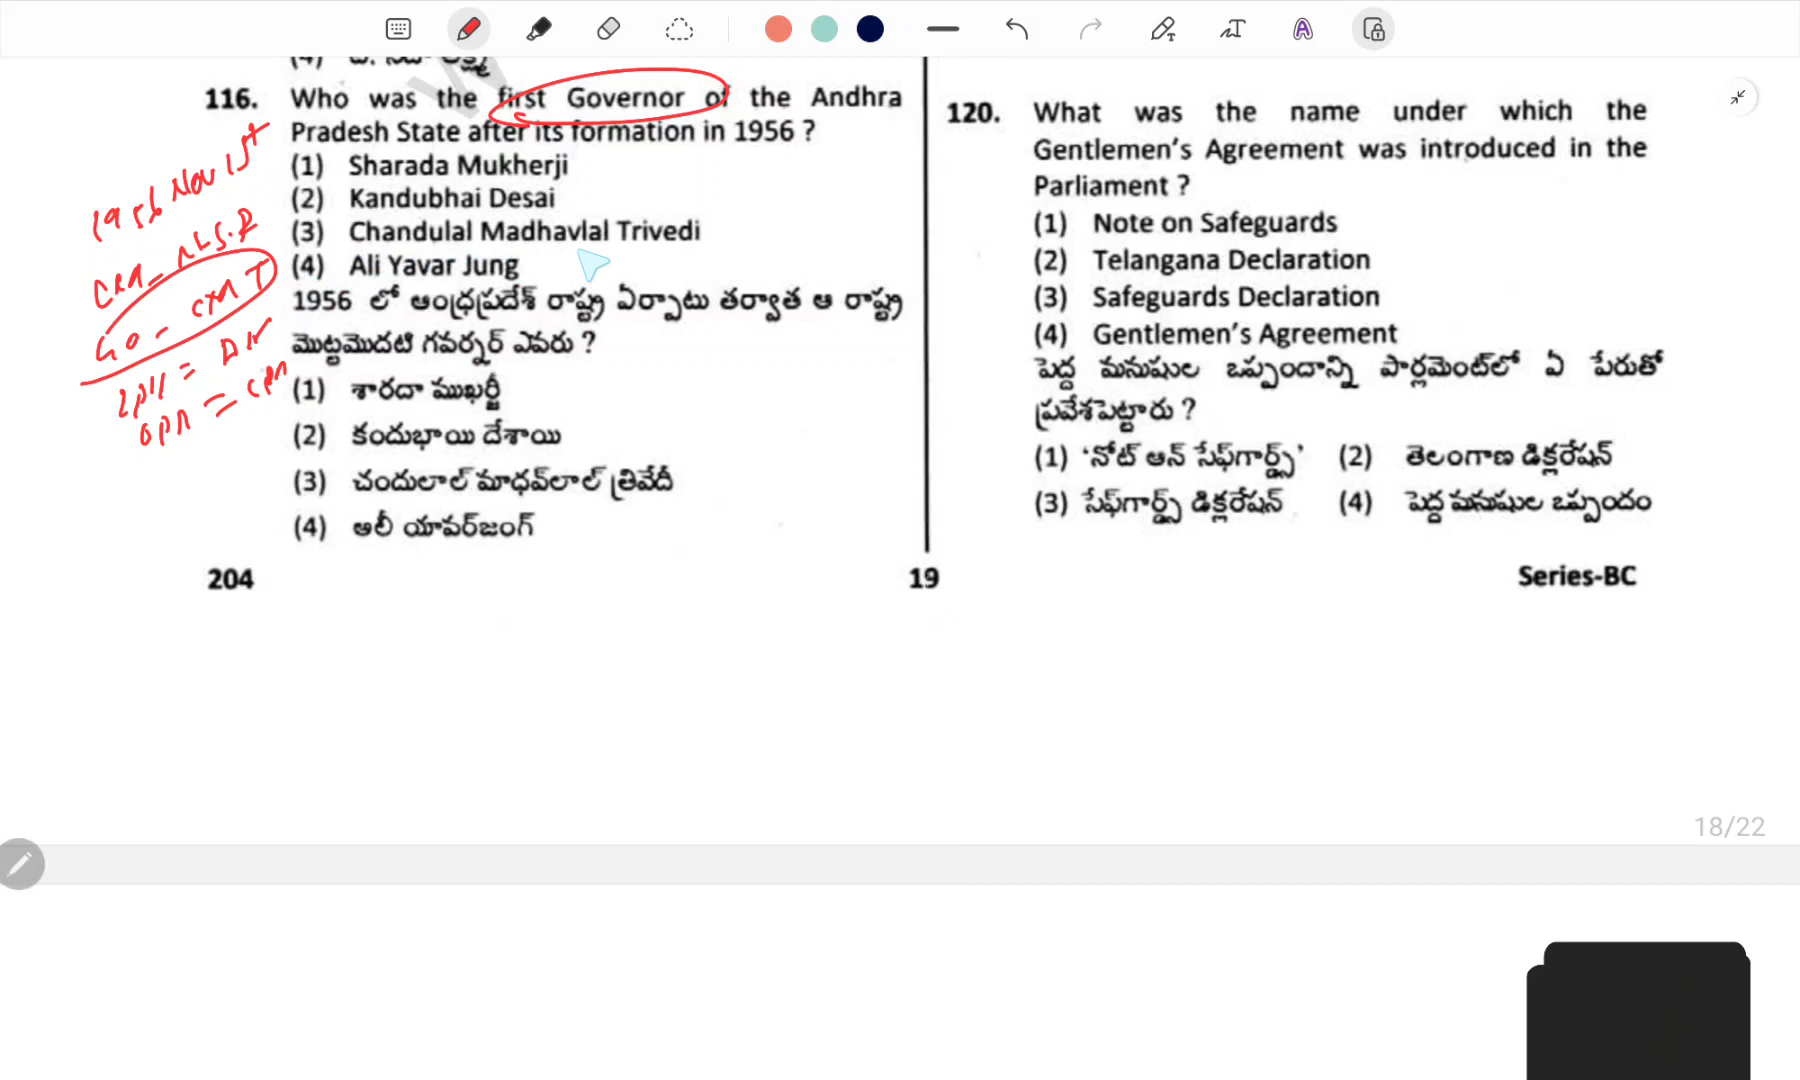 116. Who was the first Governor of the Andhra
Pradesh State after its formation in 1956 ?
(1) Sharada Mukherji
(2) Kandubhai Desai
(3) Chandulal Madhavlal Trivedi
(4) Ali Yavar Jung
1956 లో ఆంధ్రప్రదేశ్ రాష్ట్ర ఏర్పాటు తర్వాత ఆ రాష్ట్ర
మొట్టమొదటి గవర్నర్ ఎవరు ?
(1) శారదా ముఖర్జీ
(2) కందుభాయి దేశాయి
(3) చందులాల్ మాధవ్‌లాల్ త్రివేదీ
(4) ఆలీ యావర్‌జంగ్
1956 Nov 1st
GO - CM T
120. What was the name under which the
Gentlemen's Agreement was introduced in the
Parliament ?
(1) Note on Safeguards
(2) Telangana Declaration
(3) Safeguards Declaration
(4) Gentlemen's Agreement
పెద్ద మనుషుల ఒప్పందాన్ని పార్లమెంట్‌లో ఏ పేరుతో
ప్రవేశపెట్టారు ?
(1) 'నోట్ ఆన్ సేఫ్‌గార్డ్స్' (2) తెలంగాణ డిక్లరేషన్
(3) సేఫ్‌గార్డ్స్ డిక్లరేషన్ (4) పెద్దమనుషుల ఒప్పందం
204 19 Series-BC
18/22